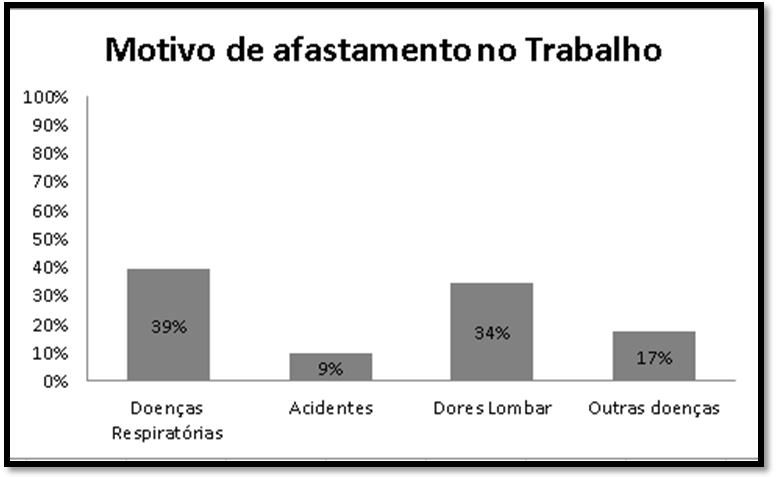 Motivo de afastamento no Trabalho
100%
90%
80%
70%
60%
50%
40%
30%
20%
10%
0%
39%
9%
34%
17%
Doenças
Respiratórias
Acidentes
Dores Lombar
Outras doenças